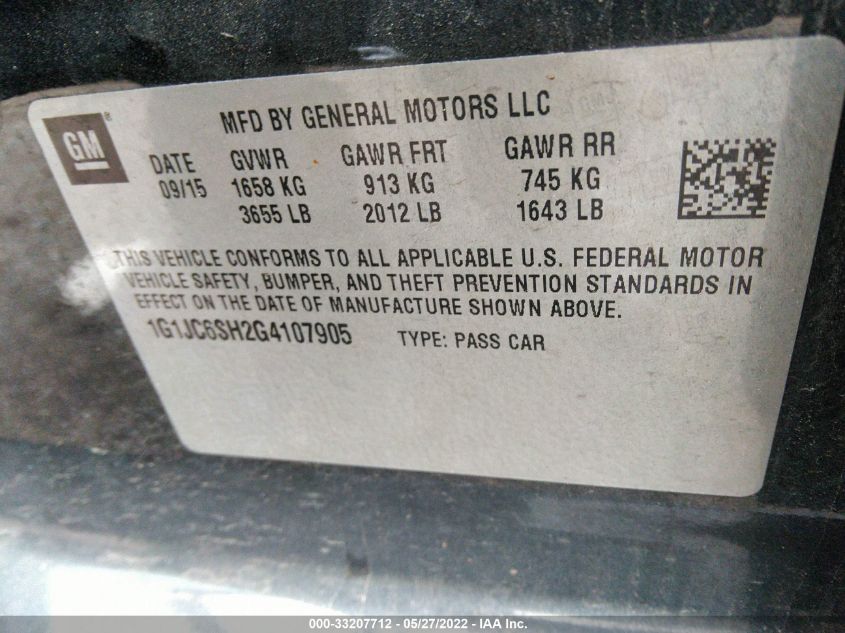 MFD BY GENERAL MOTORS LLC
GM®
DATE GVWR GAWR FRT GAWR RR
09/15 1658 KG 913 KG 745 KG
3655 LB 2012 LB 1643 LB
THIS VEHICLE CONFORMS TO ALL APPLICABLE U.S. FEDERAL MOTOR
VEHICLE SAFETY, BUMPER, AND THEFT PREVENTION STANDARDS IN
EFFECT ON THE DATE OF MANUFACTURE SHOWN ABOVE.
1G1JC6SH2G4107905 TYPE: PASS CAR
000-33207712 - 05/27/2022 - IAA Inc.